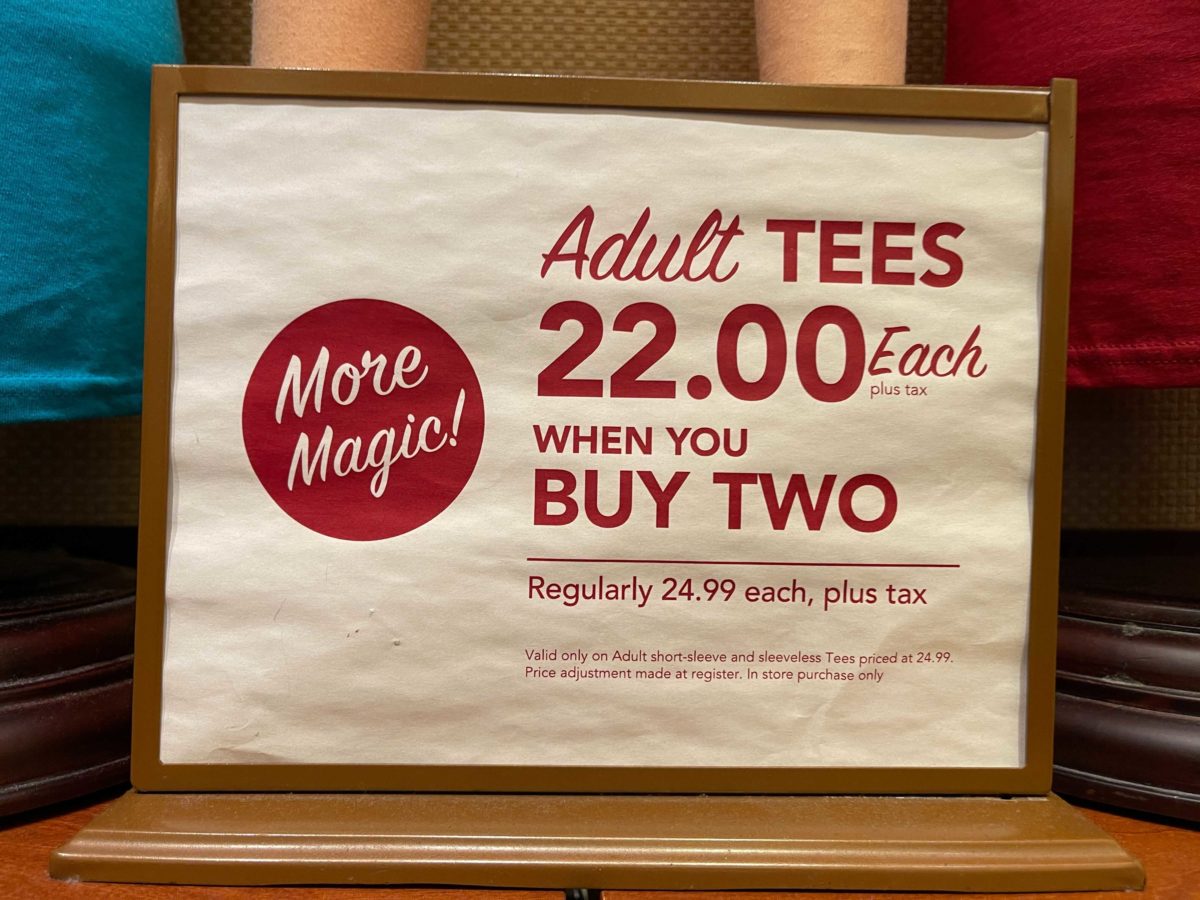 More
Magic!
Adult TEES
22.00 Each
plus tax
WHEN YOU
BUY TWO
Regularly 24.99 each, plus tax
Valid only on Adult short-sleeve and sleeveless Tees priced at 24.99.
Price adjustment made at register. In store purchase only